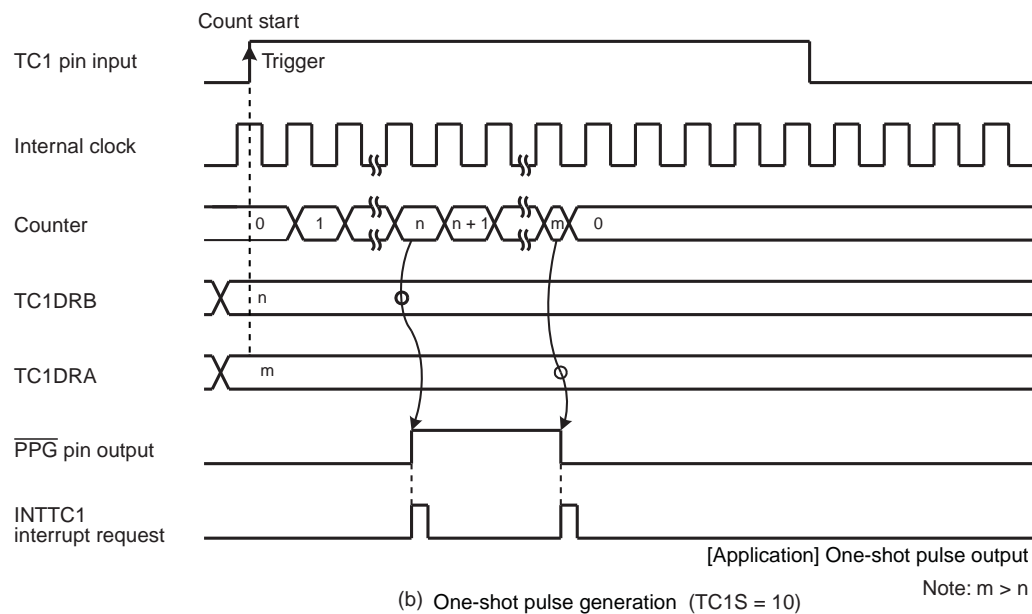 Count start
TC1 pin input
Trigger
Internal clock
Counter
0
1
n
n + 1
m
0
TC1DRB
n
TC1DRA
m
PPG pin output
INTTC1
interrupt request
[Application] One-shot pulse output
Note: m > n
(b) One-shot pulse generation (TC1S = 10)